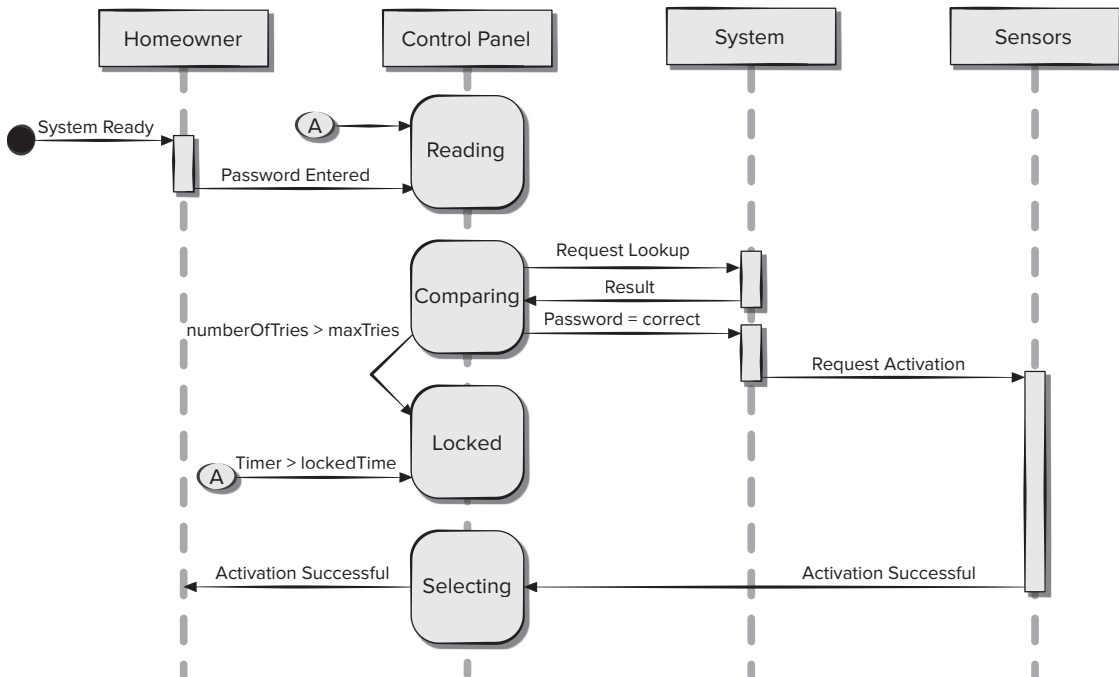 Homeowner
Control Panel
System
Sensors
System Ready
A
Reading
Password Entered
Request Lookup
Comparing
Result
numberOfTries > maxTries
Password = correct
Request Activation
Locked
A
Timer > lockedTime
Activation Successful
Selecting
Activation Successful